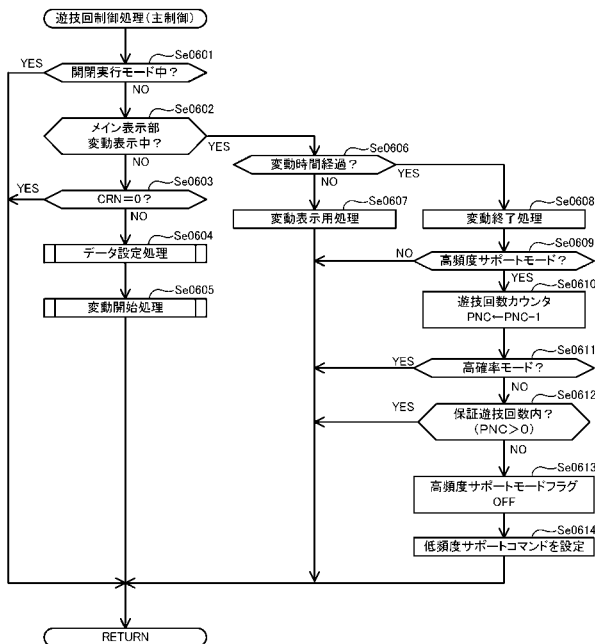 遊技回制御処理(主制御)
Se0601
YES
開閉実行モード中?
NO
Se0602
メイン表示部
変動表示中?
YES
NO
Se0603
YES
CRN=0?
NO
Se0604
データ設定処理
Se0605
変動開始処理
Se0606
変動時間経過?
YES
NO
Se0607
変動表示用処理
Se0608
変動終了処理
Se0609
NO
高頻度サポートモード?
YES
Se0610
遊技回数カウンタ
PNC←PNC-1
Se0611
YES
高確率モード?
NO
Se0612
YES
保証遊技回数内?
(PNC>0)
NO
Se0613
高頻度サポートモードフラグ
OFF
Se0614
低頻度サポートコマンドを設定
RETURN